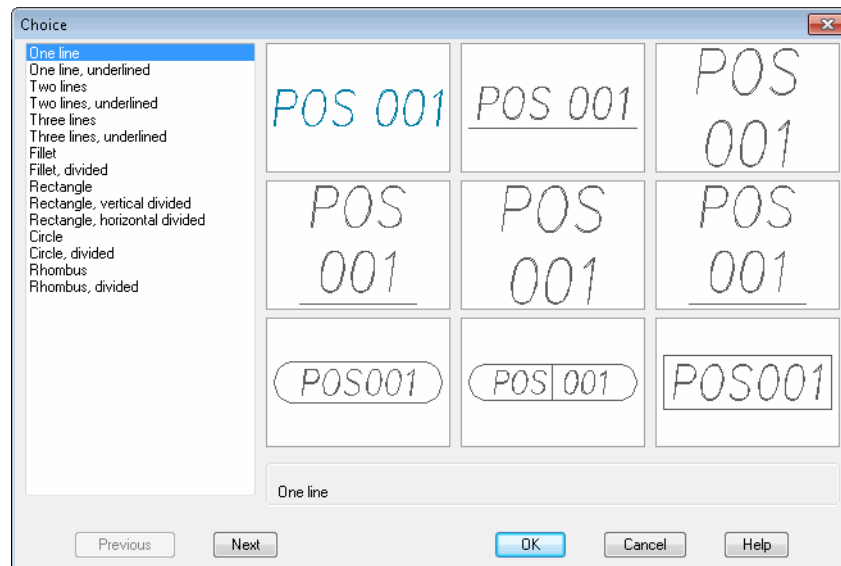 Choice
One line
One line, underlined
Two lines
Two lines, underlined
Three lines
Three lines, underlined
Fillet
Fillet, divided
Rectangle
Rectangle, vertical divided
Rectangle, horizontal divided
Circle
Circle, divided
Rhombus
Rhombus, divided
POS 001
POS 001
POS
001
POS
001
POS
001
POS
001
POS001
POS 001
POS001
One line
Previous
Next
OK
Cancel
Help